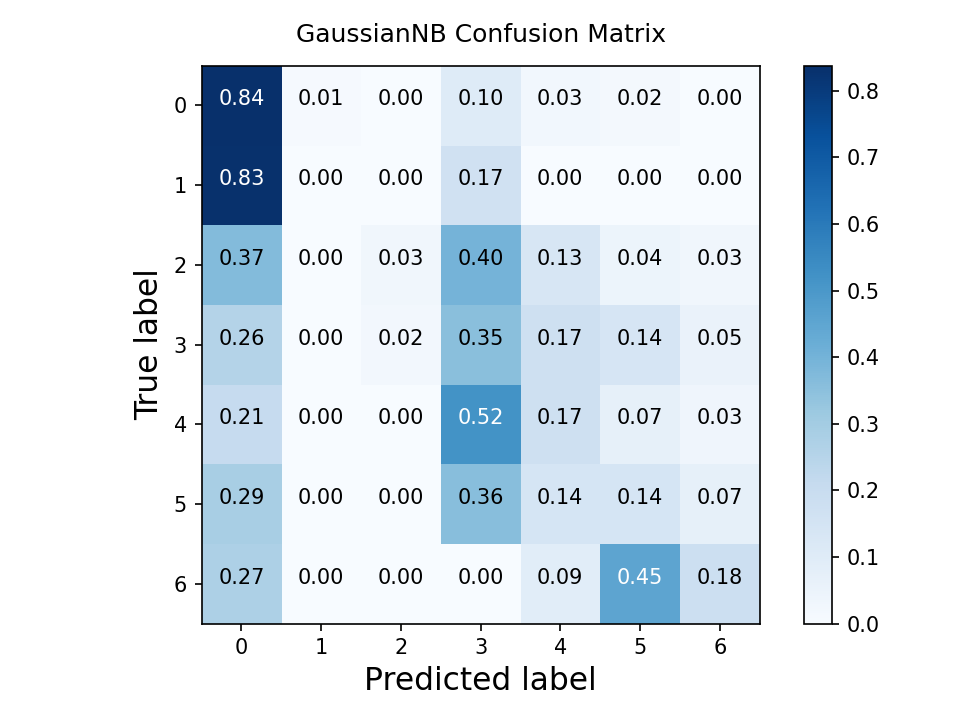 GaussianNB Confusion Matrix
0 0.84 0.01 0.00 0.10 0.03 0.02 0.00
1 0.83 0.00 0.00 0.17 0.00 0.00 0.00
2 0.37 0.00 0.03 0.40 0.13 0.04 0.03
3 0.26 0.00 0.02 0.35 0.17 0.14 0.05
4 0.21 0.00 0.00 0.52 0.17 0.07 0.03
5 0.29 0.00 0.00 0.36 0.14 0.14 0.07
6 0.27 0.00 0.00 0.00 0.09 0.45 0.18
0 1 2 3 4 5 6
Predicted label
True label
0.8
0.7
0.6
0.5
0.4
0.3
0.2
0.1
0.0